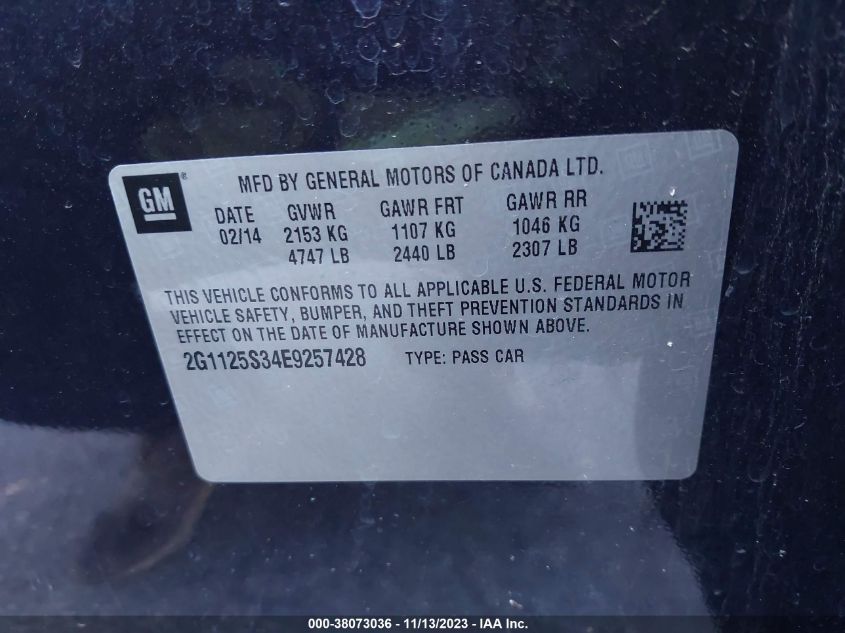 GM ®
MFD BY GENERAL MOTORS OF CANADA LTD.
DATE GVWR GAWR FRT GAWR RR
02/14 2153 KG 1107 KG 1046 KG
4747 LB 2440 LB 2307 LB
THIS VEHICLE CONFORMS TO ALL APPLICABLE U.S. FEDERAL MOTOR
VEHICLE SAFETY, BUMPER, AND THEFT PREVENTION STANDARDS IN
EFFECT ON THE DATE OF MANUFACTURE SHOWN ABOVE.
2G1125S34E9257428 TYPE: PASS CAR
000-38073036 - 11/13/2023 - IAA Inc.